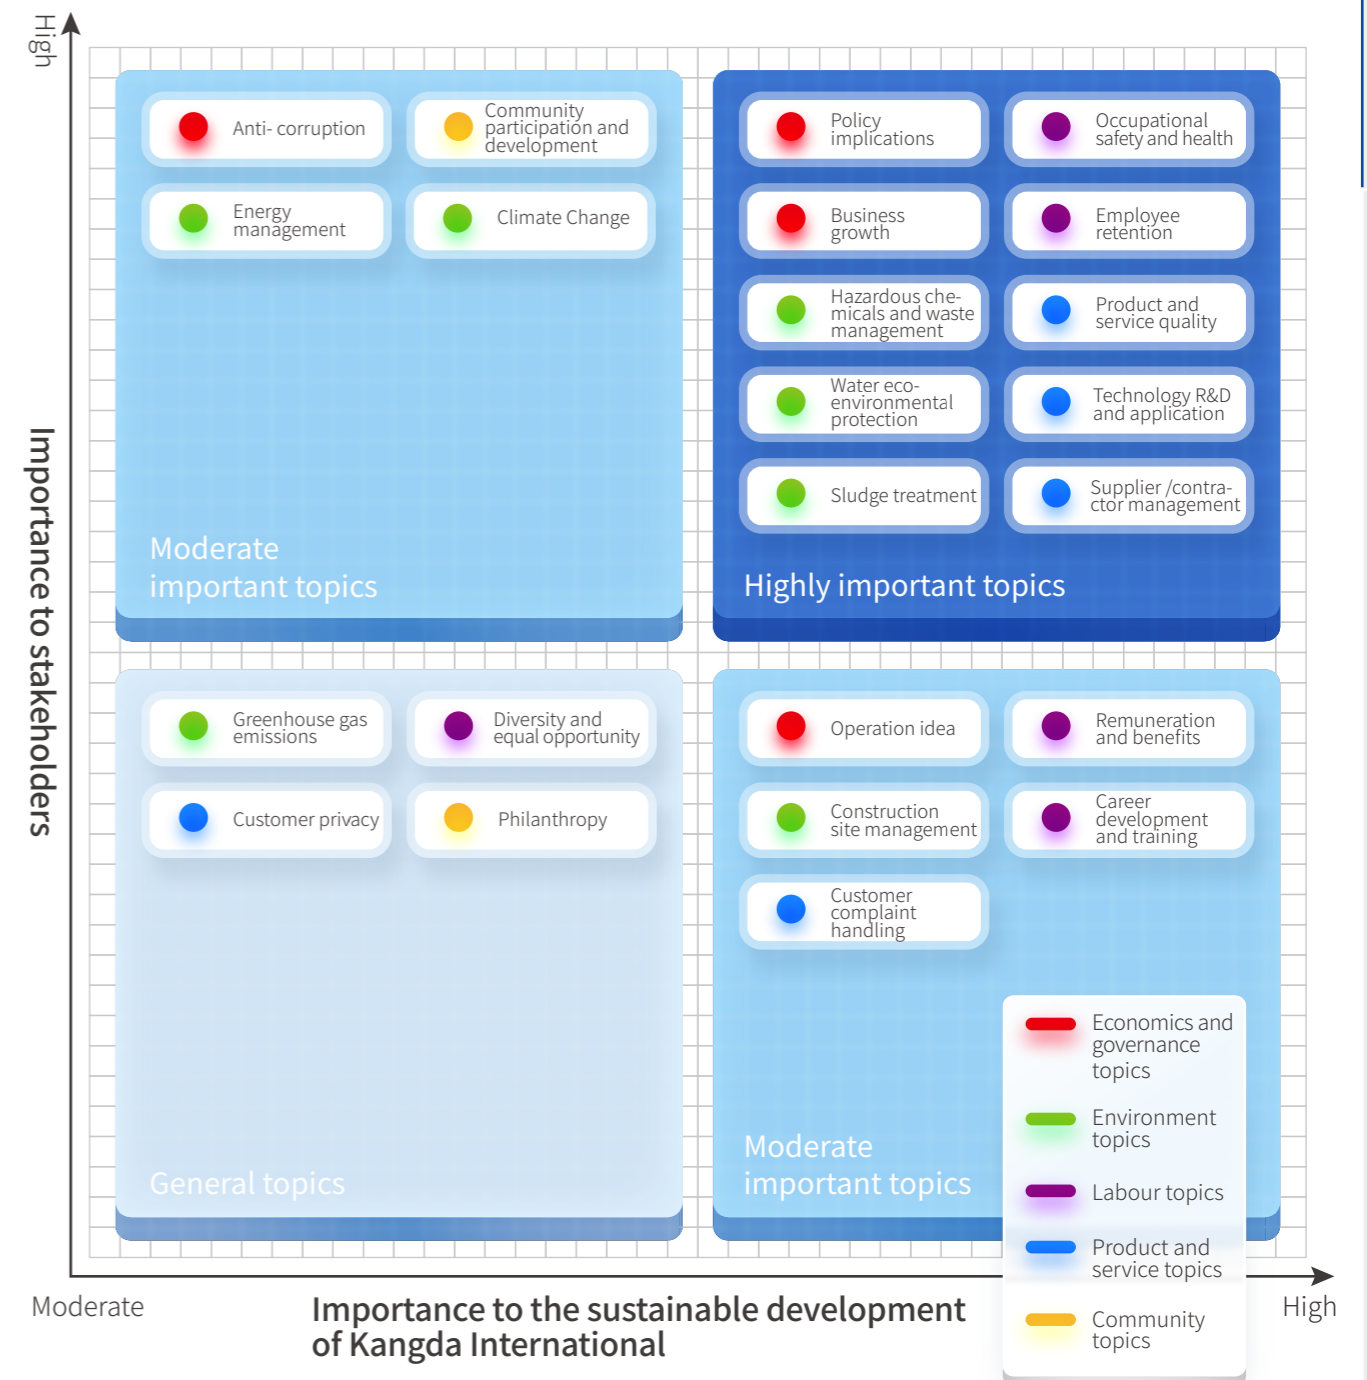 High
Importance to stakeholders
Anti- corruption
Community
participation and
development
Energy
management
Climate Change
Moderate
important topics
Policy
implications
Occupational
safety and health
Business
growth
Employee
retention
Hazardous che-
micals and waste
management
Product and
service quality
Water eco-
environmental
protection
Technology R&D
and application
Sludge treatment
Supplier /contra-
ctor management
Highly important topics
Greenhouse gas
emissions
Diversity and
equal opportunity
Customer privacy
Philanthropy
General topics
Operation idea
Remuneration
and benefits
Construction
site management
Career
development
and training
Customer
complaint
handling
Moderate
important topics
Economics and
governance
topics
Environment
topics
Labour topics
Product and
service topics
Community
topics
Moderate
Importance to the sustainable development
of Kangda International
High